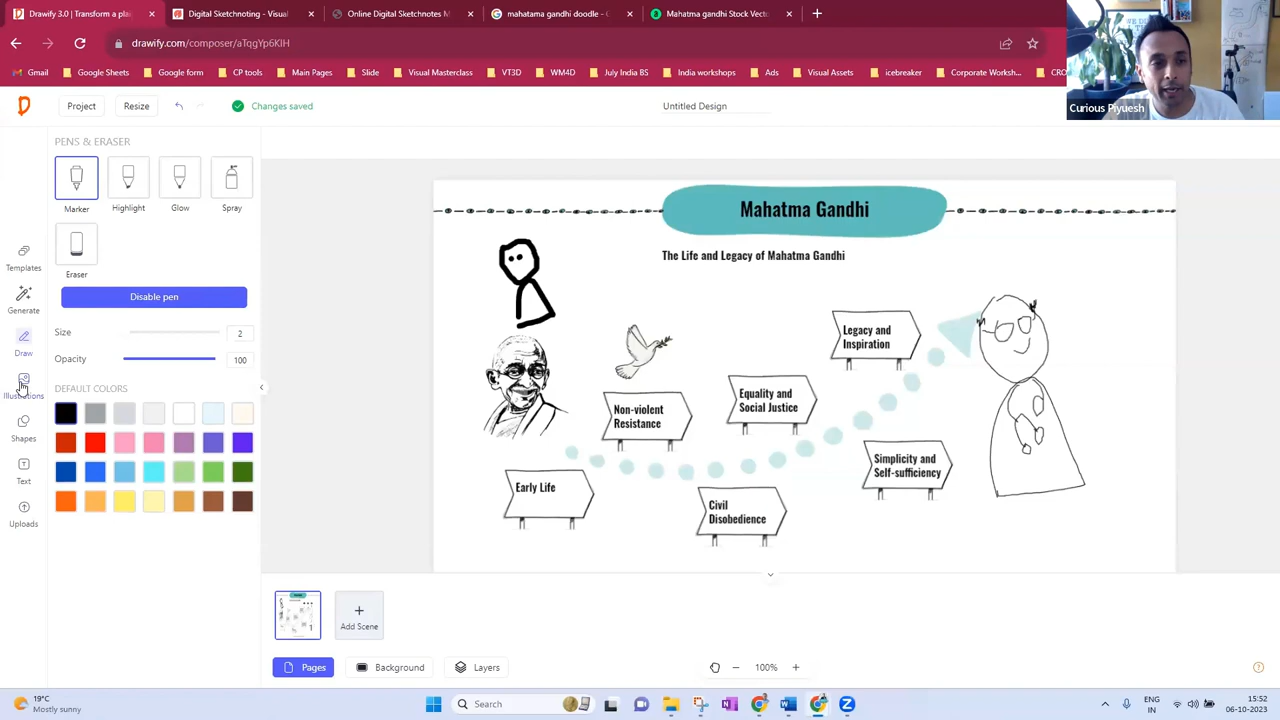 Drawify 3.0 | Transform a pla
Digital Sketchnoting - Visual
Online Digital Sketchnotes M
mahatama gandhi doodle - G
Mahatma gandhi Stock Vecto
drawify.com/composer/aTqgYp6KIH
Gmail
Google Sheets
Google form
CP tools
Main Pages
Slide
Visual Masterclass
VT3D
WM4D
July India BS
India workshops
Ads
Visual Assets
icebreaker
Corporate Worksh...
CRO
Curious Piyuesh
Project
Resize
Changes saved
Untitled Design
PENS & ERASER
Marker
Highlight
Glow
Spray
Eraser
Disable pen
Size
2
Opacity
100
DEFAULT COLORS
Templates
Generate
Draw
Illustrations
Shapes
Text
Uploads
Mahatma Gandhi
The Life and Legacy of Mahatma Gandhi
Legacy and
Inspiration
Equality and
Social Justice
Non-violent
Resistance
Simplicity and
Self-sufficiency
Early Life
Civil
Disobedience
Add Scene
Pages
Background
Layers
100%
19°C
Mostly sunny
Search
ENG
IN
15:52
06-10-2023